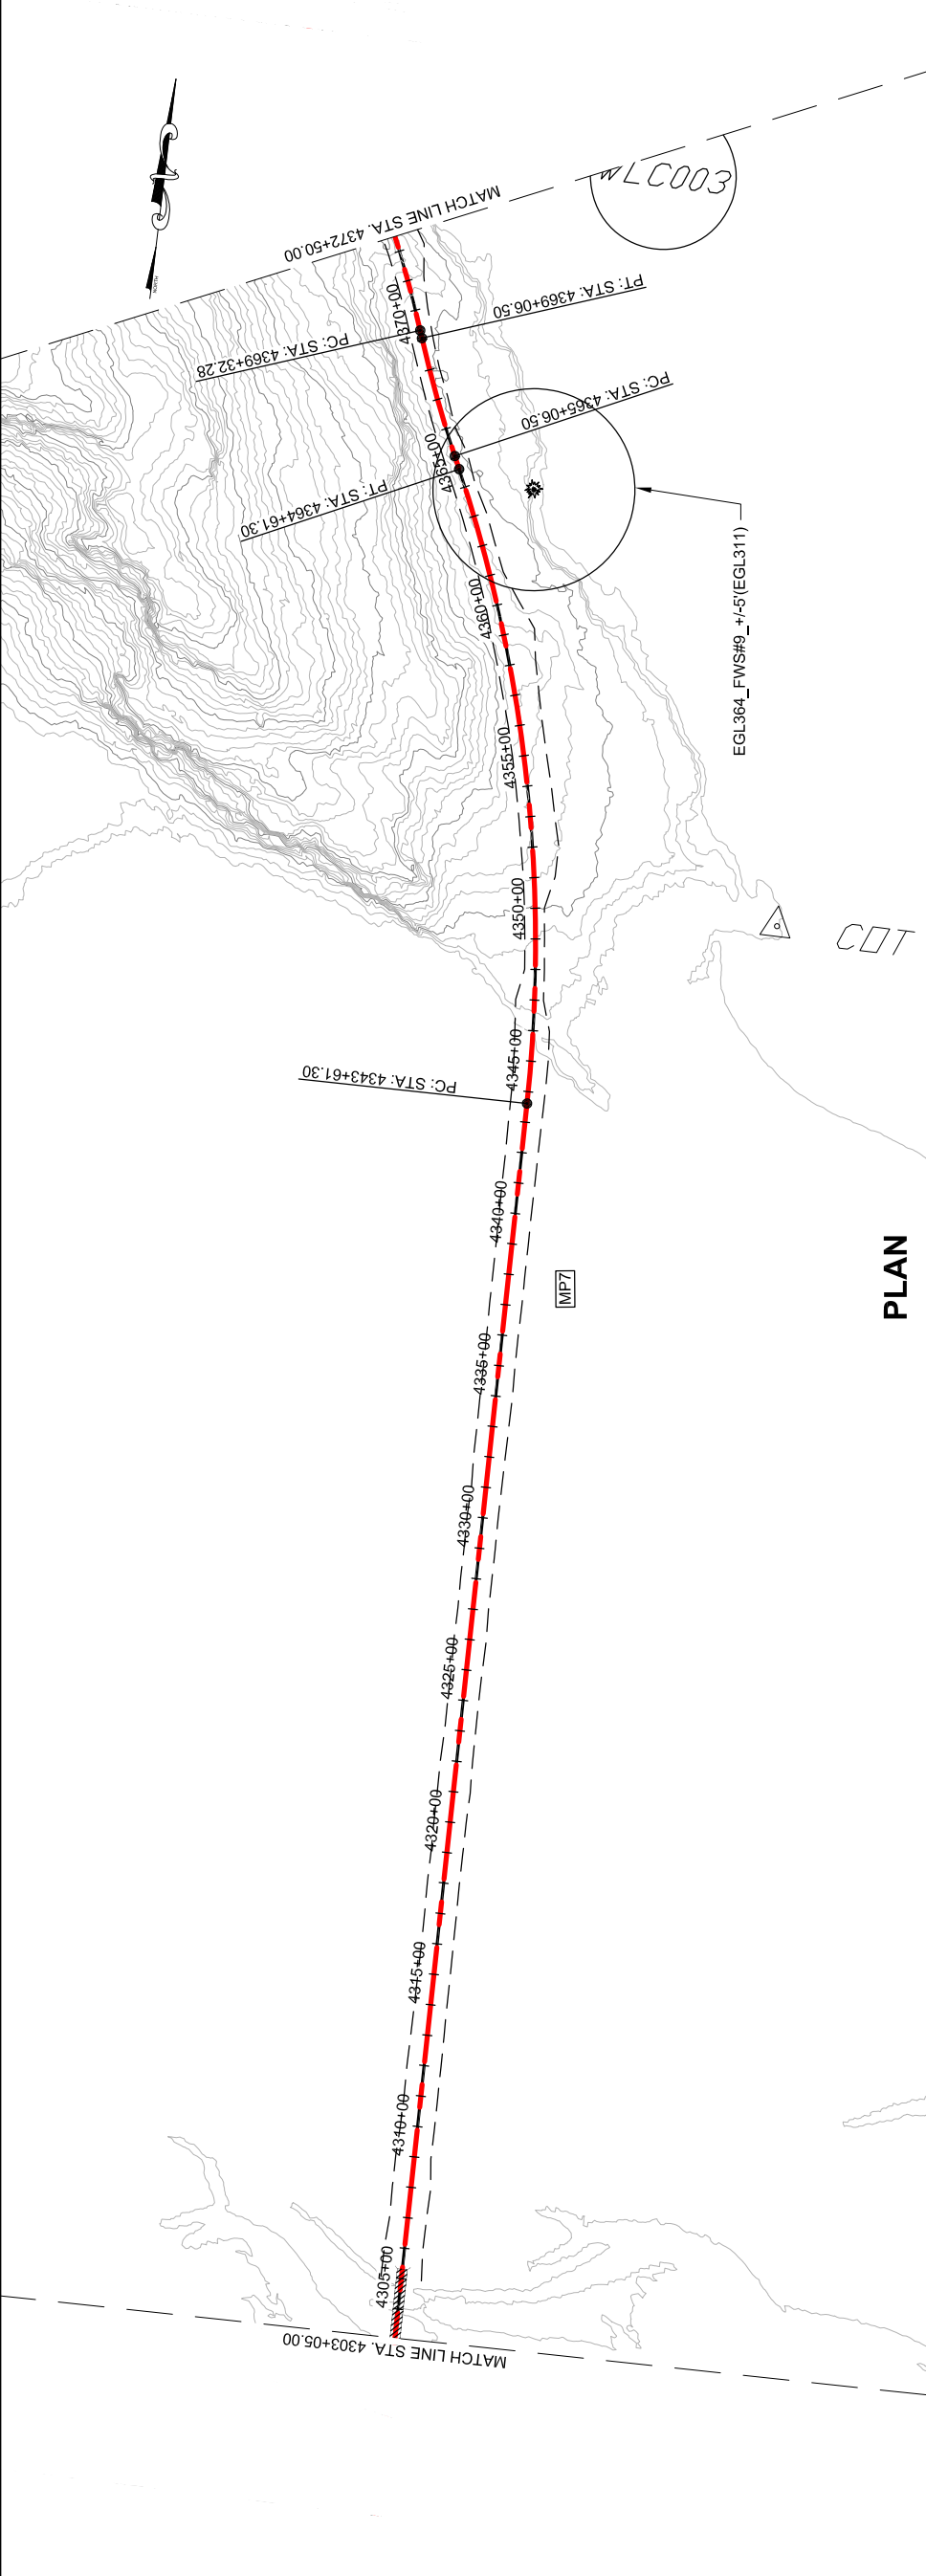 NORTH
MATCH LINE STA. 4372+50.00
WLC003
4370+00
PC: STA: 4369+32.28
PT: STA: 4369+06.50
PC: STA: 4365+06.50
4365+00
PT: STA: 4364+61.30
EGL364_FWS#9_+/-5'(EGL311)
4360+00
4355+00
4350+00
COT
4345+00
PC: STA: 4343+61.30
4340+00
MP7
PLAN
4335+00
4330+00
4325+00
4320+00
4315+00
4310+00
4305+00
MATCH LINE STA. 4303+05.00